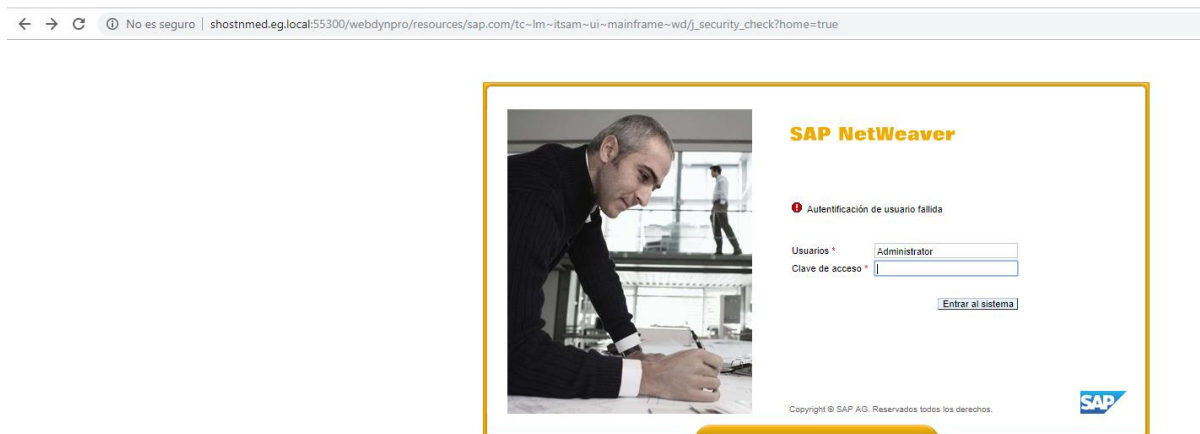 No es seguro | shostnmed.eg.local:55300/webdynpro/resources/sap.com/tc~lm~itsam~ui~mainframe~wd/j_security_check?home=true
SAP NetWeaver
Autentificación de usuario fallida
Usuarios * Administrator
Clave de acceso *
Entrar al sistema
Copyright © SAP AG. Reservados todos los derechos.
SAP